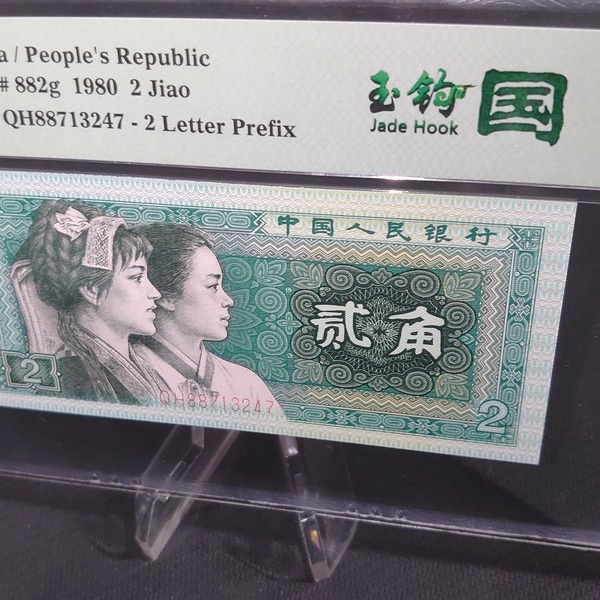 a / People's Republic
# 882g 1980 2 Jiao
QH88713247 - 2 Letter Prefix
玉钩
Jade Hook
国
中国人民银行
贰角
2
QH88713247
2